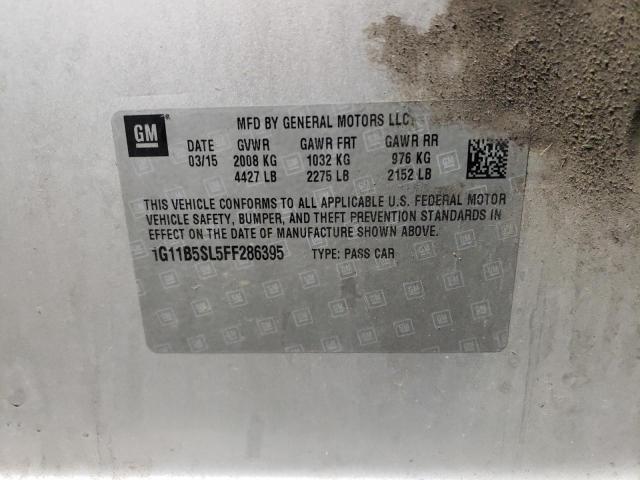 GM
MFD BY GENERAL MOTORS LLC
DATE GVWR GAWR FRT GAWR RR
03/15 2008 KG 1032 KG 976 KG
4427 LB 2275 LB 2152 LB
THIS VEHICLE CONFORMS TO ALL APPLICABLE U.S. FEDERAL MOTOR
VEHICLE SAFETY, BUMPER, AND THEFT PREVENTION STANDARDS IN
EFFECT ON THE DATE OF MANUFACTURE SHOWN ABOVE.
1G11B5SL5FF286395 TYPE: PASS CAR